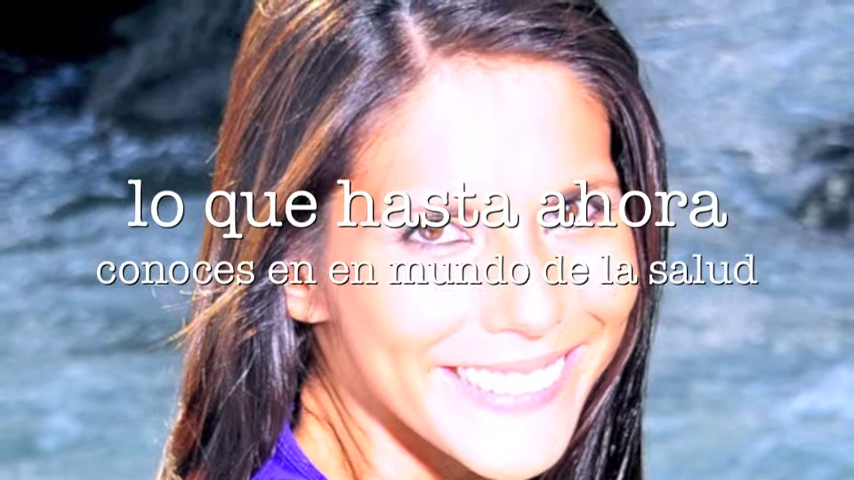 lo que hasta ahora
conoces en en mundo de la salud